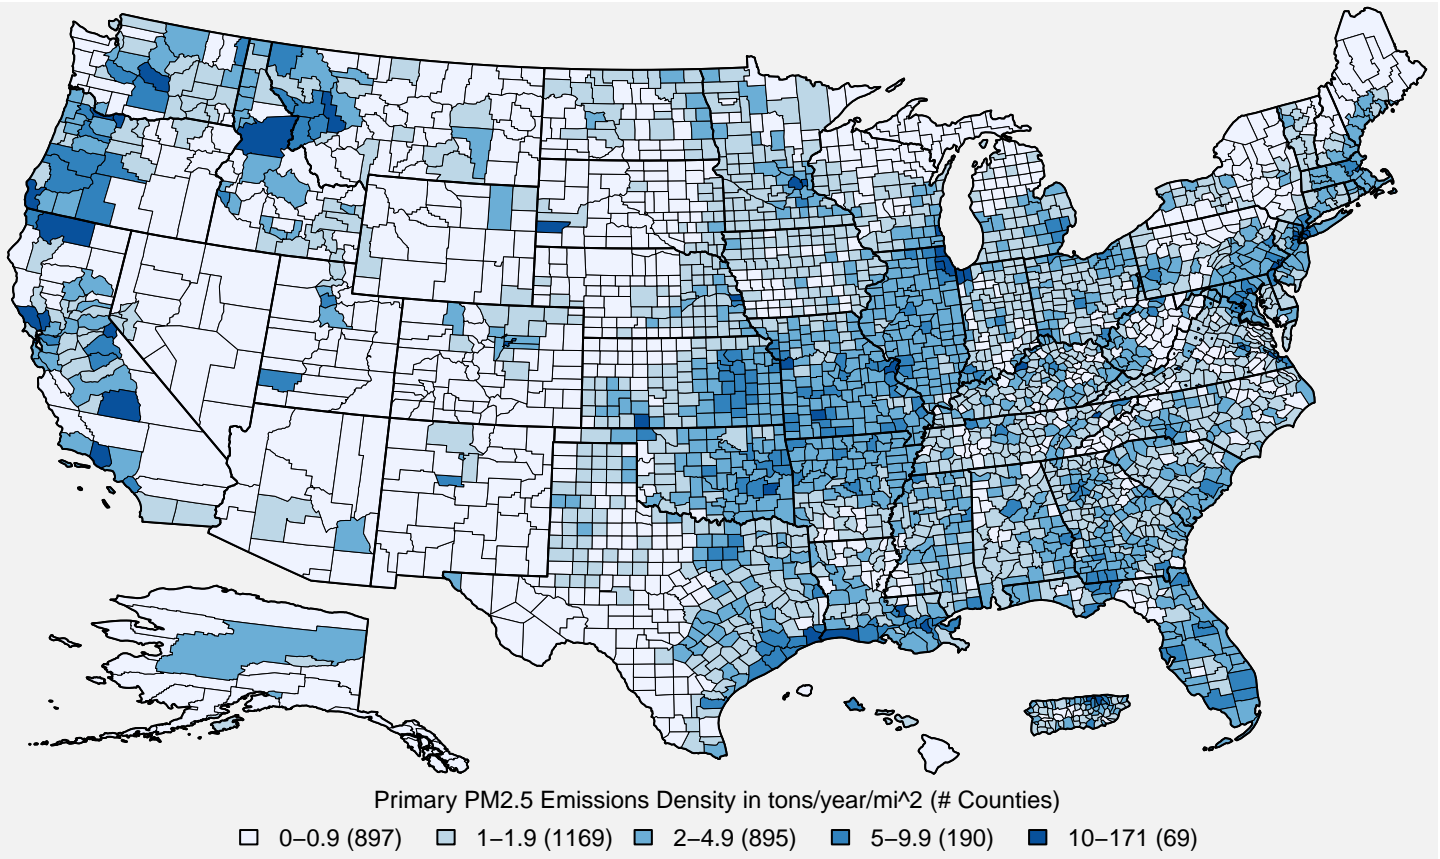 Primary PM2.5 Emissions Density in tons/year/mi^2 (# Counties)
0−0.9 (897) 1−1.9 (1169) 2−4.9 (895) 5−9.9 (190) 10−171 (69)